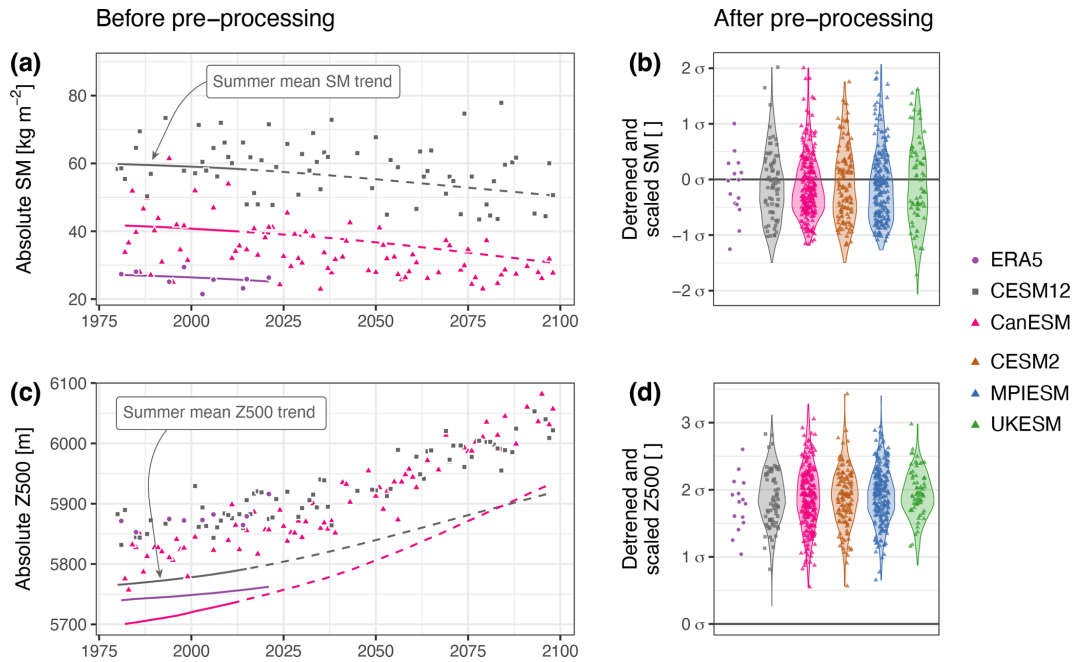 Before pre−processing
After pre−processing
(a)
Absolute SM [kg m−2]
80
60
40
20
Summer mean SM trend
1975
2000
2025
2050
2075
2100
(b)
Detrened and
scaled SM [ ]
2 σ
1 σ
0 σ
−1 σ
−2 σ
ERA5
CESM12
CanESM
CESM2
MPIESM
UKESM
(c)
Absolute Z500 [m]
6100
6000
5900
5800
5700
Summer mean Z500 trend
1975
2000
2025
2050
2075
2100
(d)
Detrened and
scaled Z500 [ ]
3 σ
2 σ
1 σ
0 σ